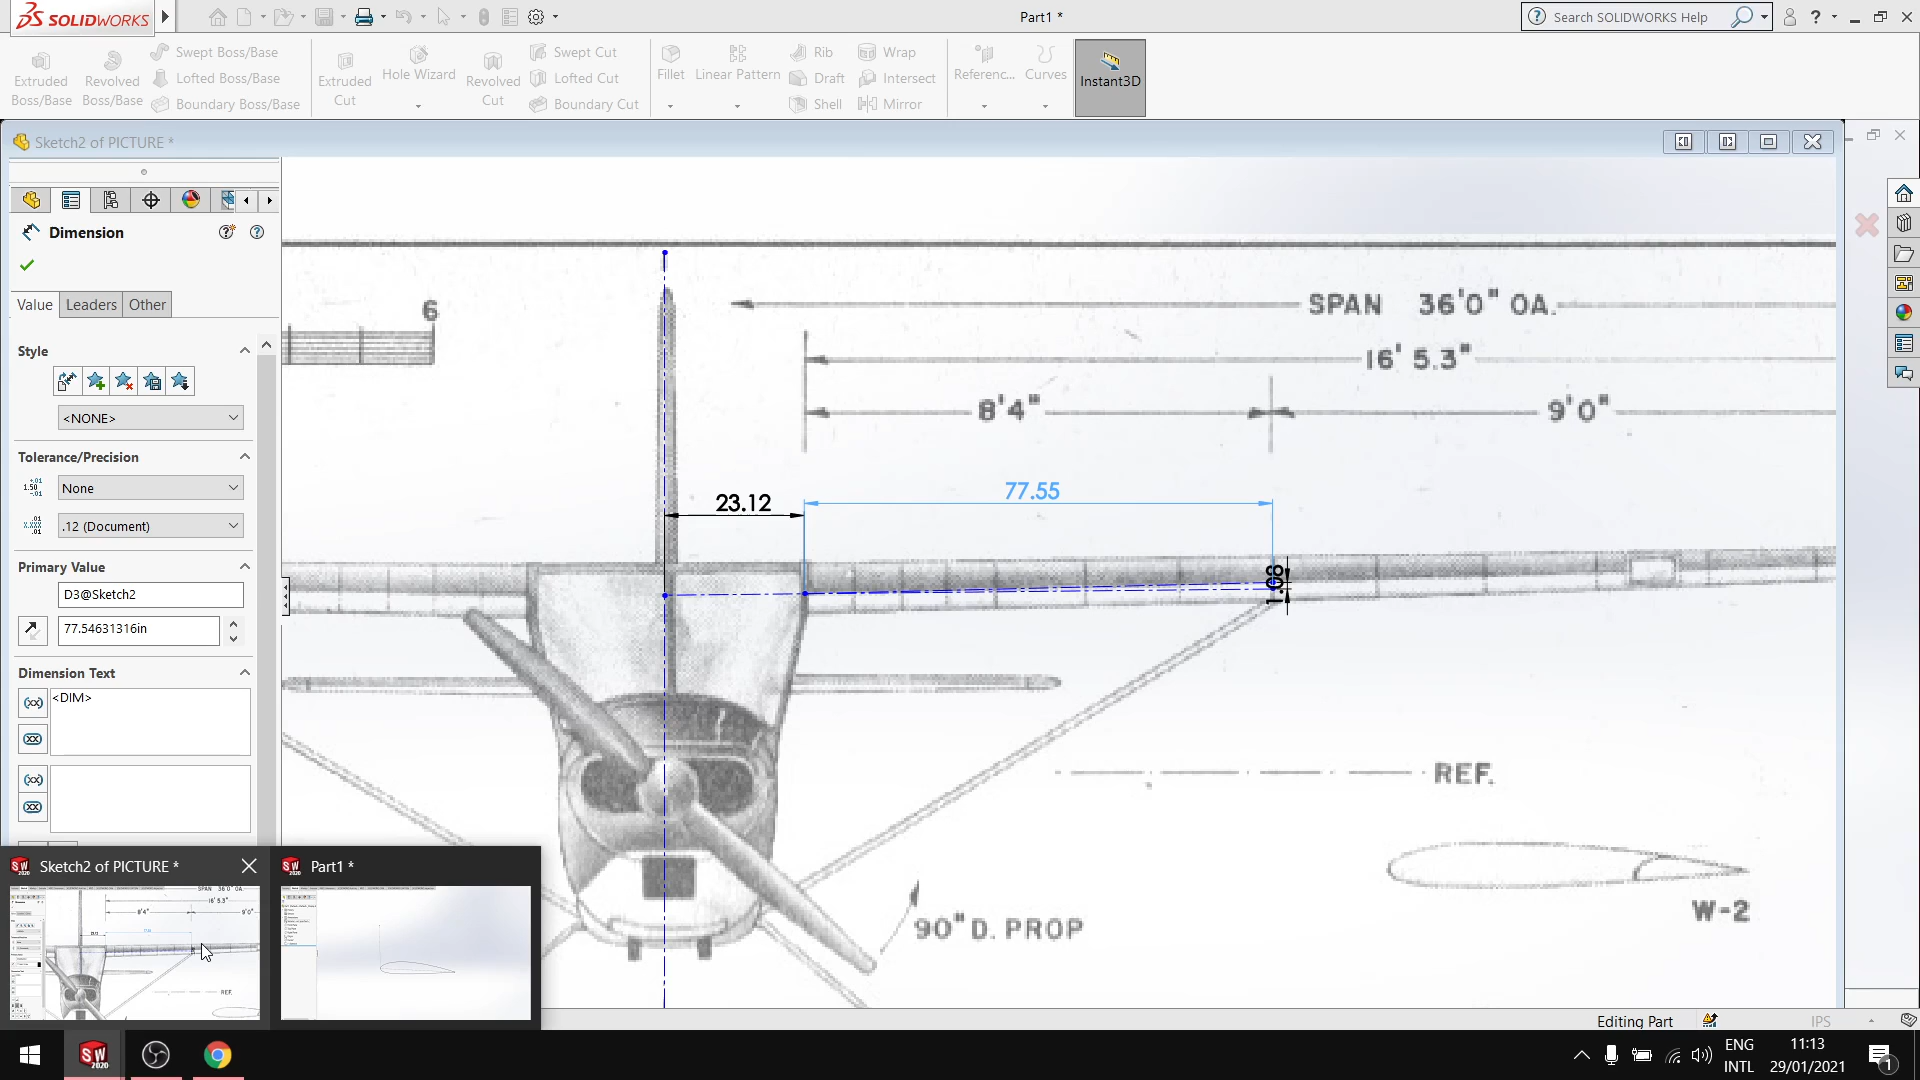 SOLIDWORKS
Part1 *
Search SOLIDWORKS Help
Extruded Boss/Base
Revolved Boss/Base
Swept Boss/Base
Lofted Boss/Base
Boundary Boss/Base
Extruded Cut
Hole Wizard
Revolved Cut
Swept Cut
Lofted Cut
Boundary Cut
Fillet
Linear Pattern
Rib
Draft
Shell
Wrap
Intersect
Mirror
Referenc...
Curves
Instant3D
Sketch2 of PICTURE *
Dimension
Value
Leaders
Other
Style
<NONE>
Tolerance/Precision
None
.12 (Document)
Primary Value
D3@Sketch2
77.54631316in
Dimension Text
<DIM>
6
SPAN 36'0" OA.
16' 5.3"
8'4"
9'0"
77.55
23.12
1.08
REF.
90" D. PROP
W-2
Sketch2 of PICTURE *
Part1 *
Editing Part
IPS
ENG
INTL
11:13
29/01/2021
1